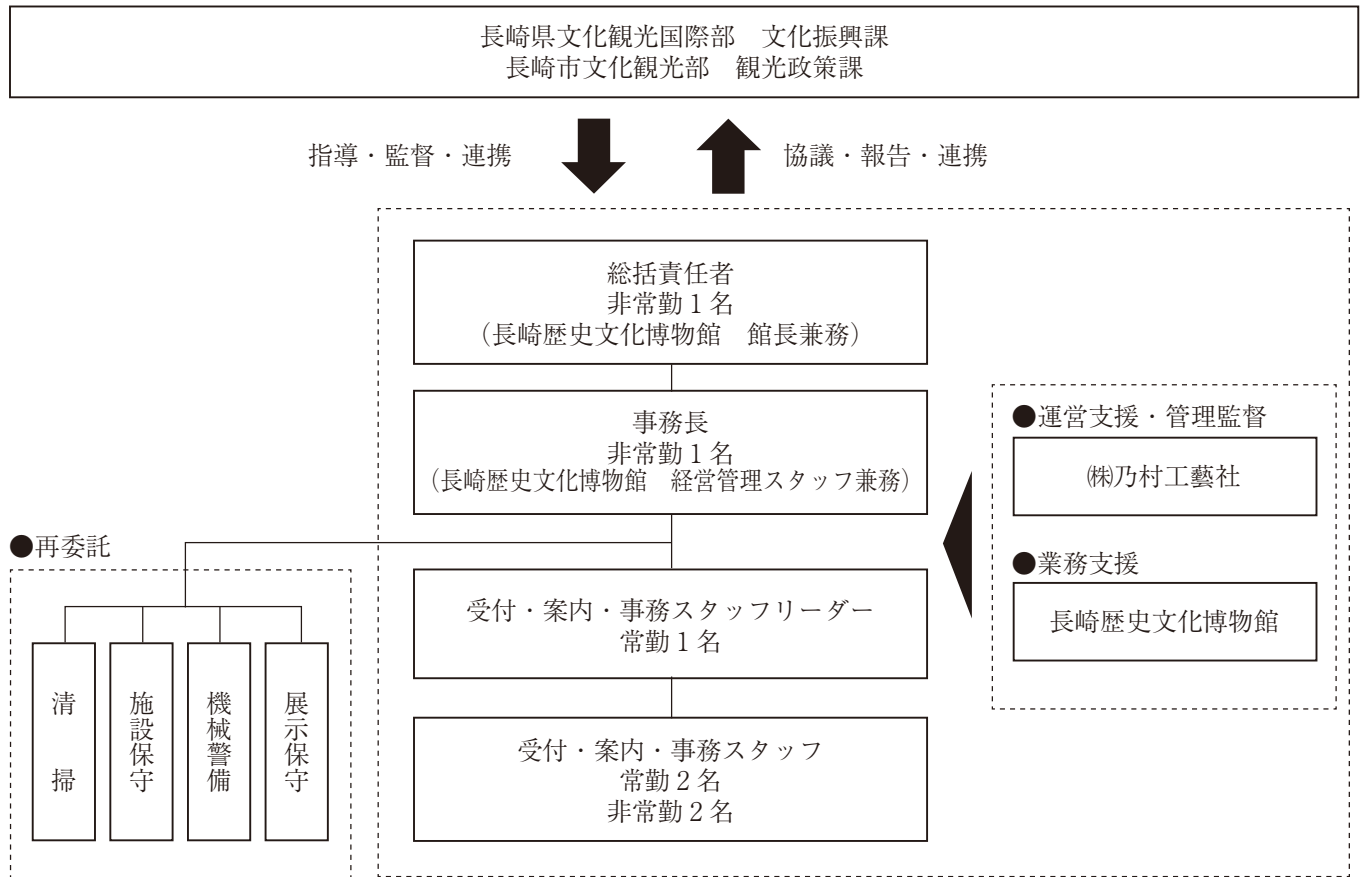 長崎県文化観光国際部　文化振興課
長崎市文化観光部　観光政策課
指導・監督・連携
協議・報告・連携
総括責任者
非常勤１名
（長崎歴史文化博物館　館長兼務）
事務長
非常勤１名
（長崎歴史文化博物館　経営管理スタッフ兼務）
●運営支援・管理監督
㈱乃村工藝社
●業務支援
長崎歴史文化博物館
●再委託
清掃
施設保守
機械警備
展示保守
受付・案内・事務スタッフリーダー
常勤１名
受付・案内・事務スタッフ
常勤２名
非常勤２名